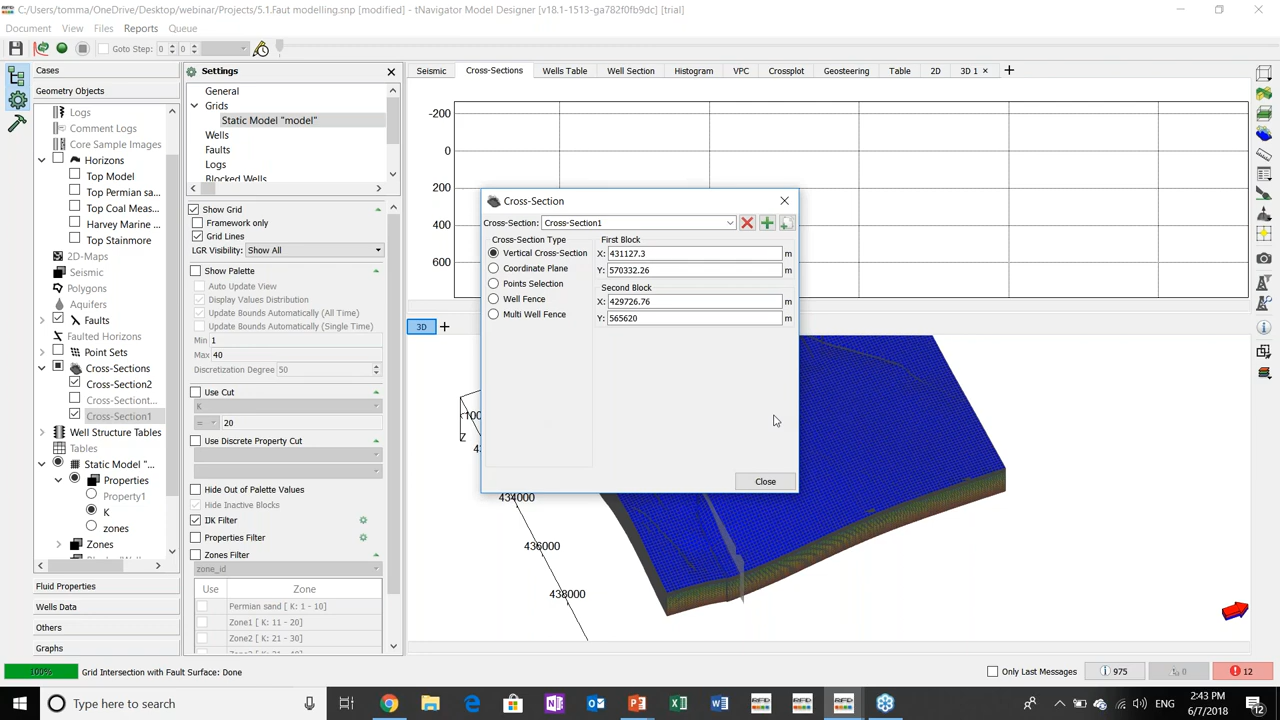 C:/Users/tomma/OneDrive/Desktop/webinar/Projects/5.1.Faut modelling.snp [modified] - tNavigator Model Designer [v18.1-1513-ga782f0ffb9dc] [trial]
Document View Files Reports Queue
Goto Step: 0 0
Cases
Geometry Objects
Logs
Comment Logs
Core Sample Images
Horizons
Top Model
Top Permian sa...
Top Coal Meas...
Harvey Marine ...
Top Stainmore
2D-Maps
Seismic
Polygons
Aquifers
Faults
Faulted Horizons
Point Sets
Cross-Sections
Cross-Section2
Cross-Sectiont...
Cross-Section1
Well Structure Tables
Tables
Static Model "...
Properties
Property1
K
zones
Zones
Fluid Properties
Wells Data
Others
Graphs
Settings
General
Grids
Static Model "model"
Wells
Faults
Logs
Blocked Wells
Show Grid
Framework only
Grid Lines
LGR Visibility: Show All
Show Palette
Auto Update View
Display Values Distribution
Update Bounds Automatically (All Time)
Update Bounds Automatically (Single Time)
Min 1
Max 40
Discretization Degree 50
Use Cut
K
= 20
Use Discrete Property Cut
Hide Out of Palette Values
Hide Inactive Blocks
IJK Filter
Properties Filter
Zones Filter
zone_id
Use Zone
Permian sand [ K: 1 - 10]
Zone1 [ K: 11 - 20]
Zone2 [ K: 21 - 30]
Seismic Cross-Sections Wells Table Well Section Histogram VPC Crossplot Geosteering Table 2D 3D 1
-200
0
200
400
600
3D
Cross-Section
Cross-Section: Cross-Section1
Cross-Section Type
Vertical Cross-Section
Coordinate Plane
Points Selection
Well Fence
Multi Well Fence
First Block
X: 431127.3 m
Y: 570332.26 m
Second Block
X: 429726.76 m
Y: 565620 m
Close
Z
434000
436000
438000
100% Grid Intersection with Fault Surface: Done
Only Last Messages 975 0 12
Type here to search
ENG
2:43 PM
6/7/2018